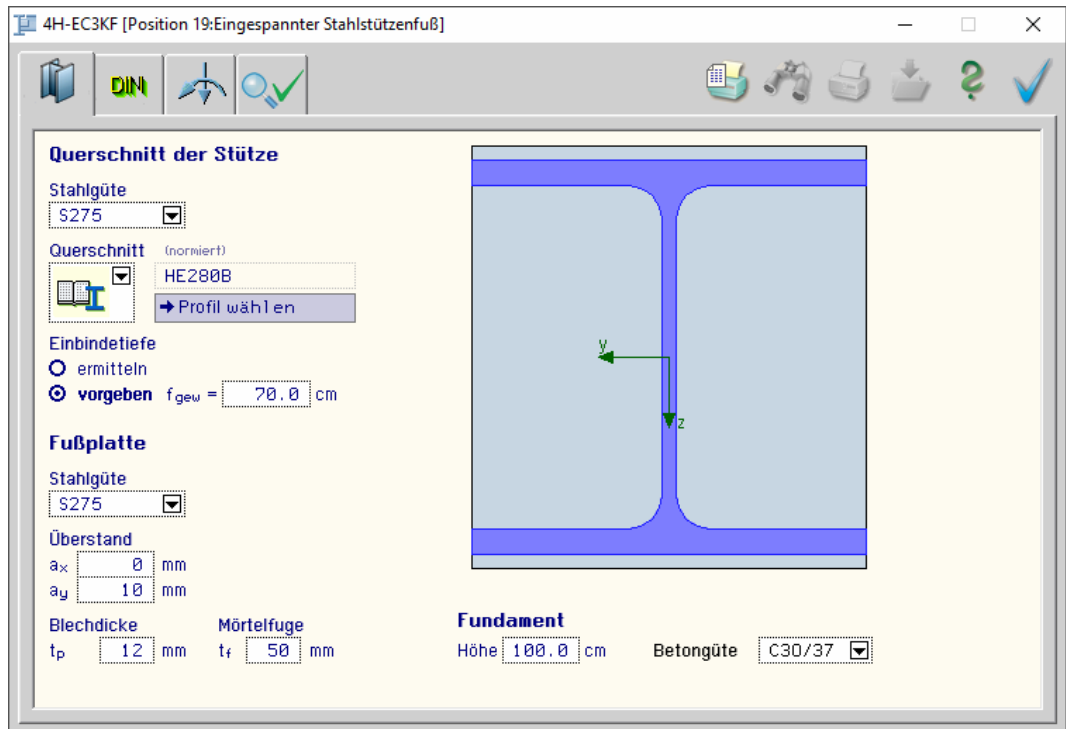 4H-EC3KF [Position 19:Eingespannter Stahlstützenfuß]
DIN
Querschnitt der Stütze
Stahlgüte
S275
Querschnitt (normiert)
HE280B
➔ Profil wählen
Einbindetiefe
ermitteln
vorgeben fgew = 70.0 cm
Fußplatte
Stahlgüte
S275
Überstand
ax 0 mm
ay 10 mm
Blechdicke Mörtelfuge
tp 12 mm tf 50 mm
y
z
Fundament
Höhe 100.0 cm Betongüte C30/37